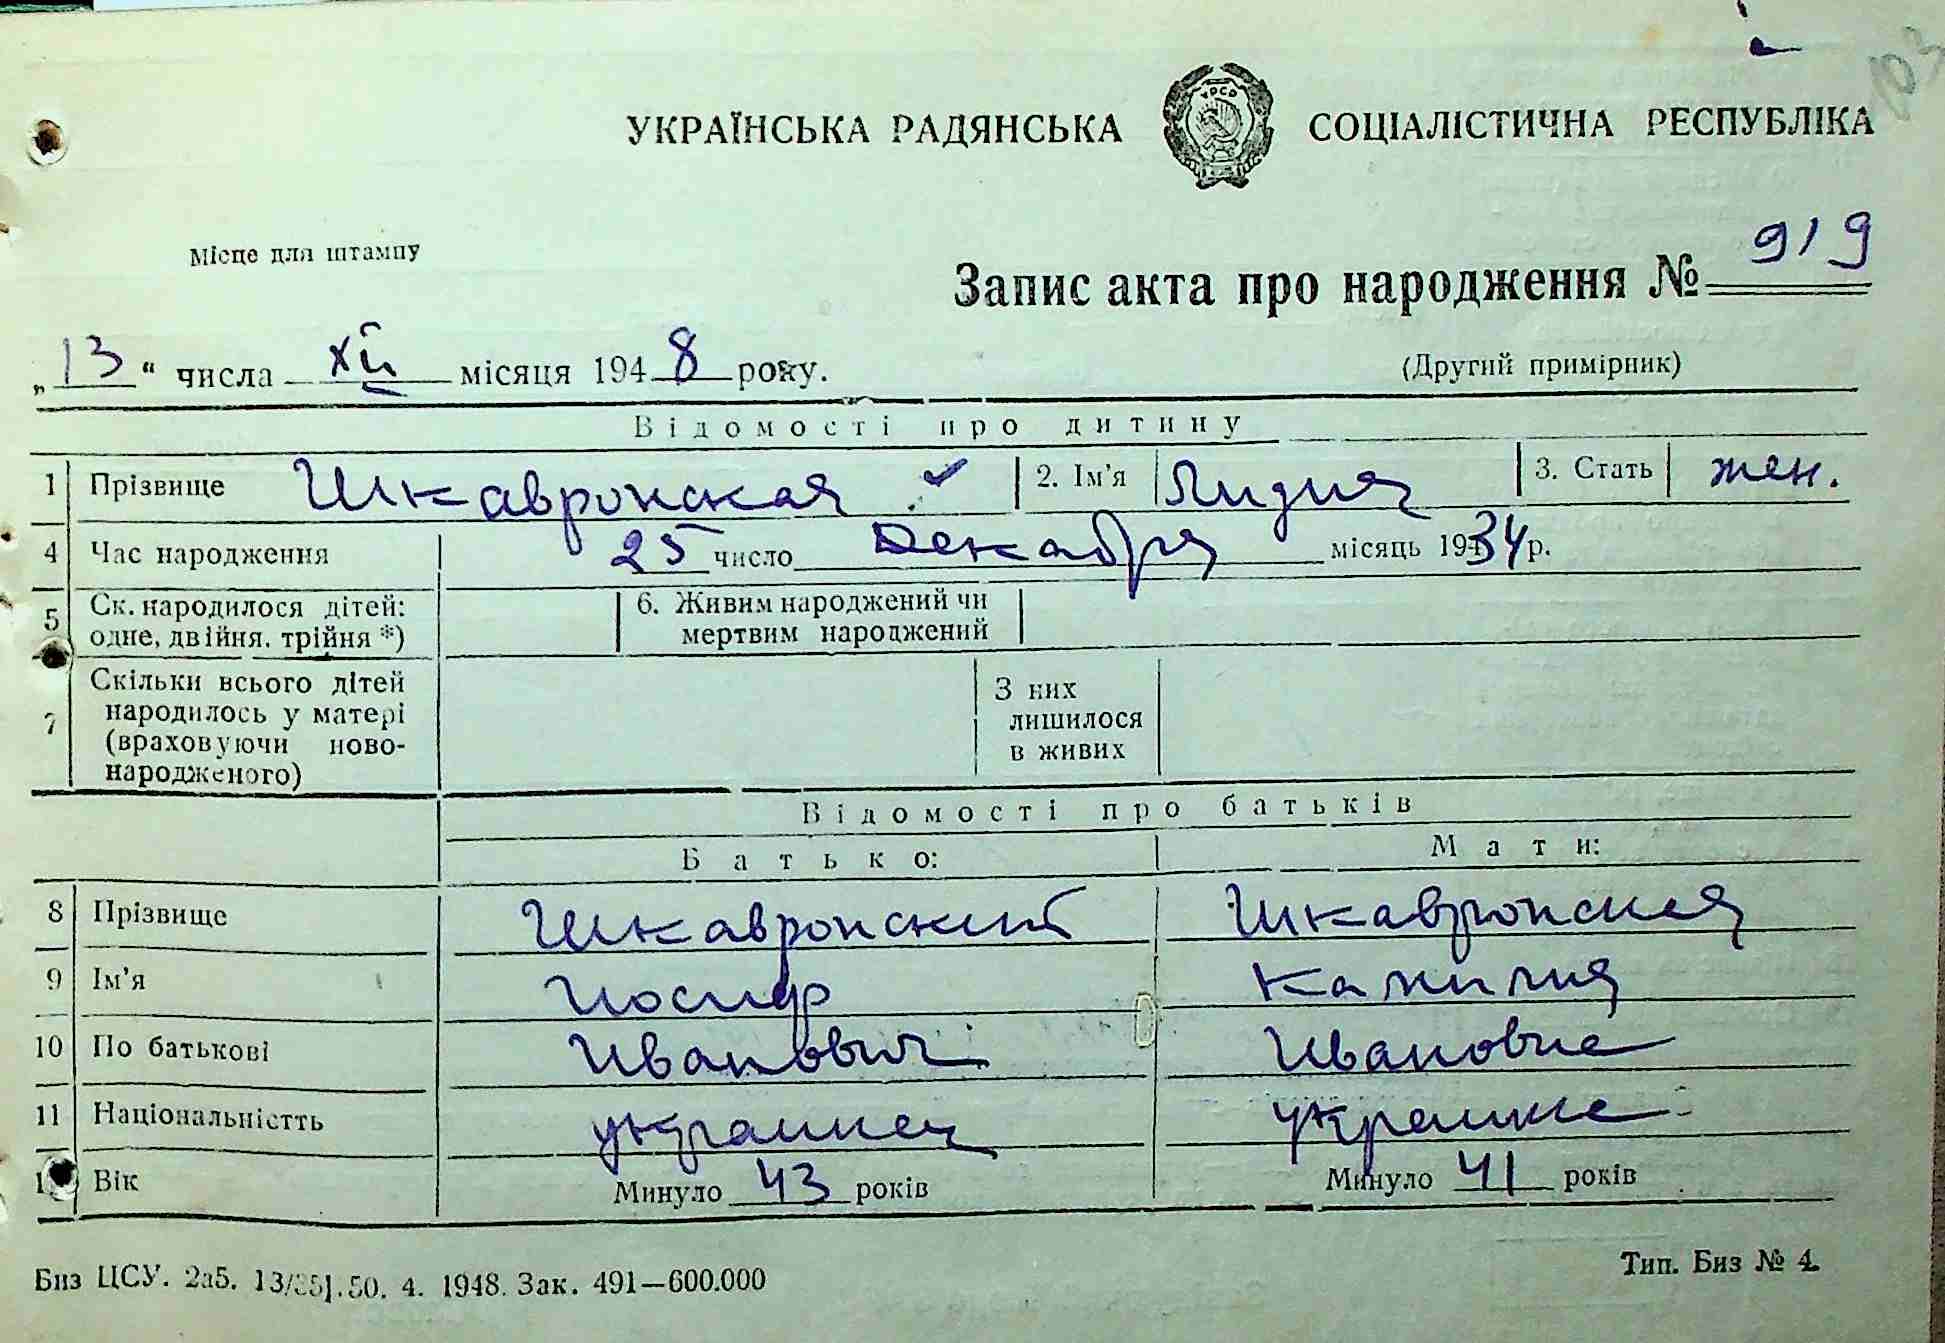 103
УКРАЇНСЬКА РАДЯНСЬКА СОЦІАЛІСТИЧНА РЕСПУБЛІКА
УРСР
Місце для штампу
Запис акта про народження № 919
„13“ числа XII місяця 1948 року.
(Другий примірник)
Відомості про дитину
1 Прізвище Шкавронская 2. Ім'я Лидия 3. Стать жен.
4 Час народження 25 число Декабря місяць 1934 р.
5 Ск. народилося дітей: одне, двійня. трійня *) 6. Живим народжений чи мертвим народжений
7 Скільки всього дітей народилось у матері (враховуючи ново-народженого) З них лишилося в живих
Відомості про батьків
Батько: Мати:
8 Прізвище Шкавронский Шкавронская
9 Ім'я Иосиф Камилия
10 По батькові Иванович Ивановна
11 Національністть украинец украинка
Вік Минуло 43 років Минуло 41 років
Биз ЦСУ. 2а5. 50. 4. 1948. Зак. 491—600.000
Тип. Биз № 4.